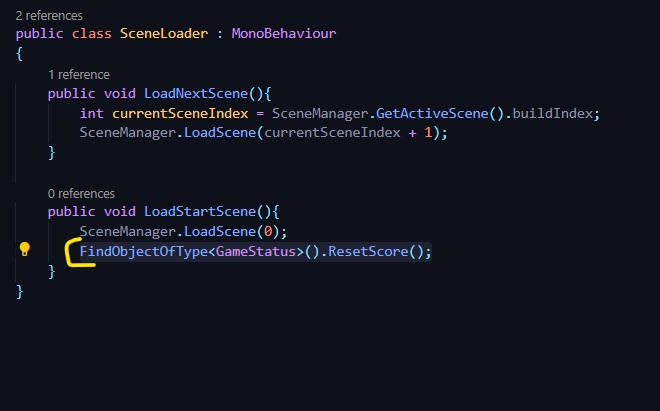 2 references
public class SceneLoader : MonoBehaviour
{
1 reference
public void LoadNextScene(){
int currentSceneIndex = SceneManager.GetActiveScene().buildIndex;
SceneManager.LoadScene(currentSceneIndex + 1);
}
0 references
public void LoadStartScene(){
SceneManager.LoadScene(0);
FindObjectOfType<GameStatus>().ResetScore();
}
}